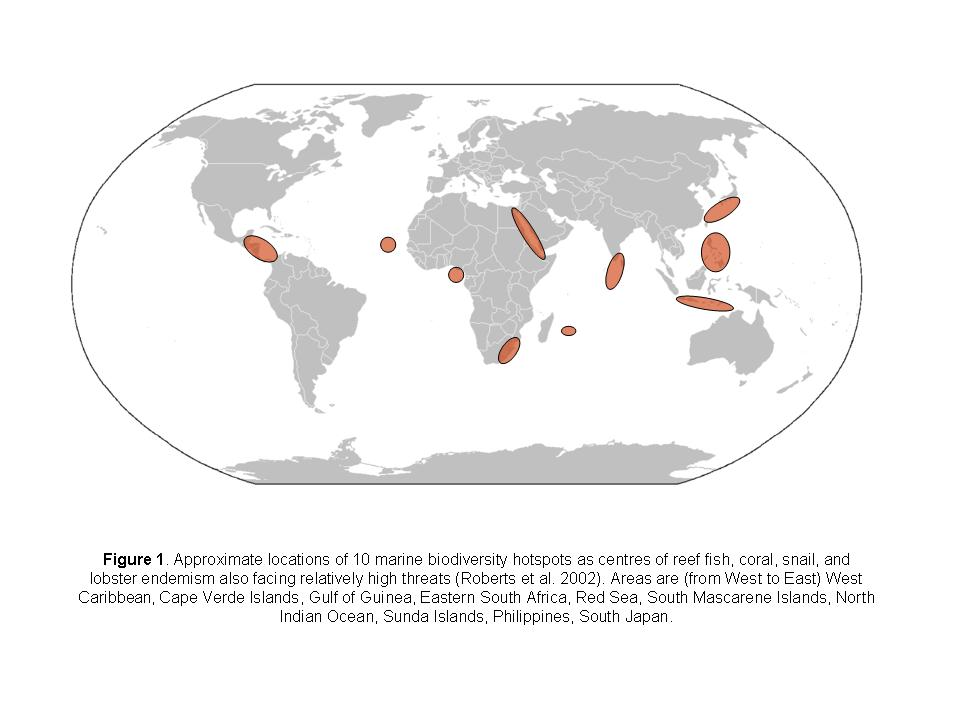 Figure 1. Approximate locations of 10 marine biodiversity hotspots as centres of reef fish, coral, snail, and
lobster endemism also facing relatively high threats (Roberts et al. 2002). Areas are (from West to East) West
Caribbean, Cape Verde Islands, Gulf of Guinea, Eastern South Africa, Red Sea, South Mascarene Islands, North
Indian Ocean, Sunda Islands, Philippines, South Japan.